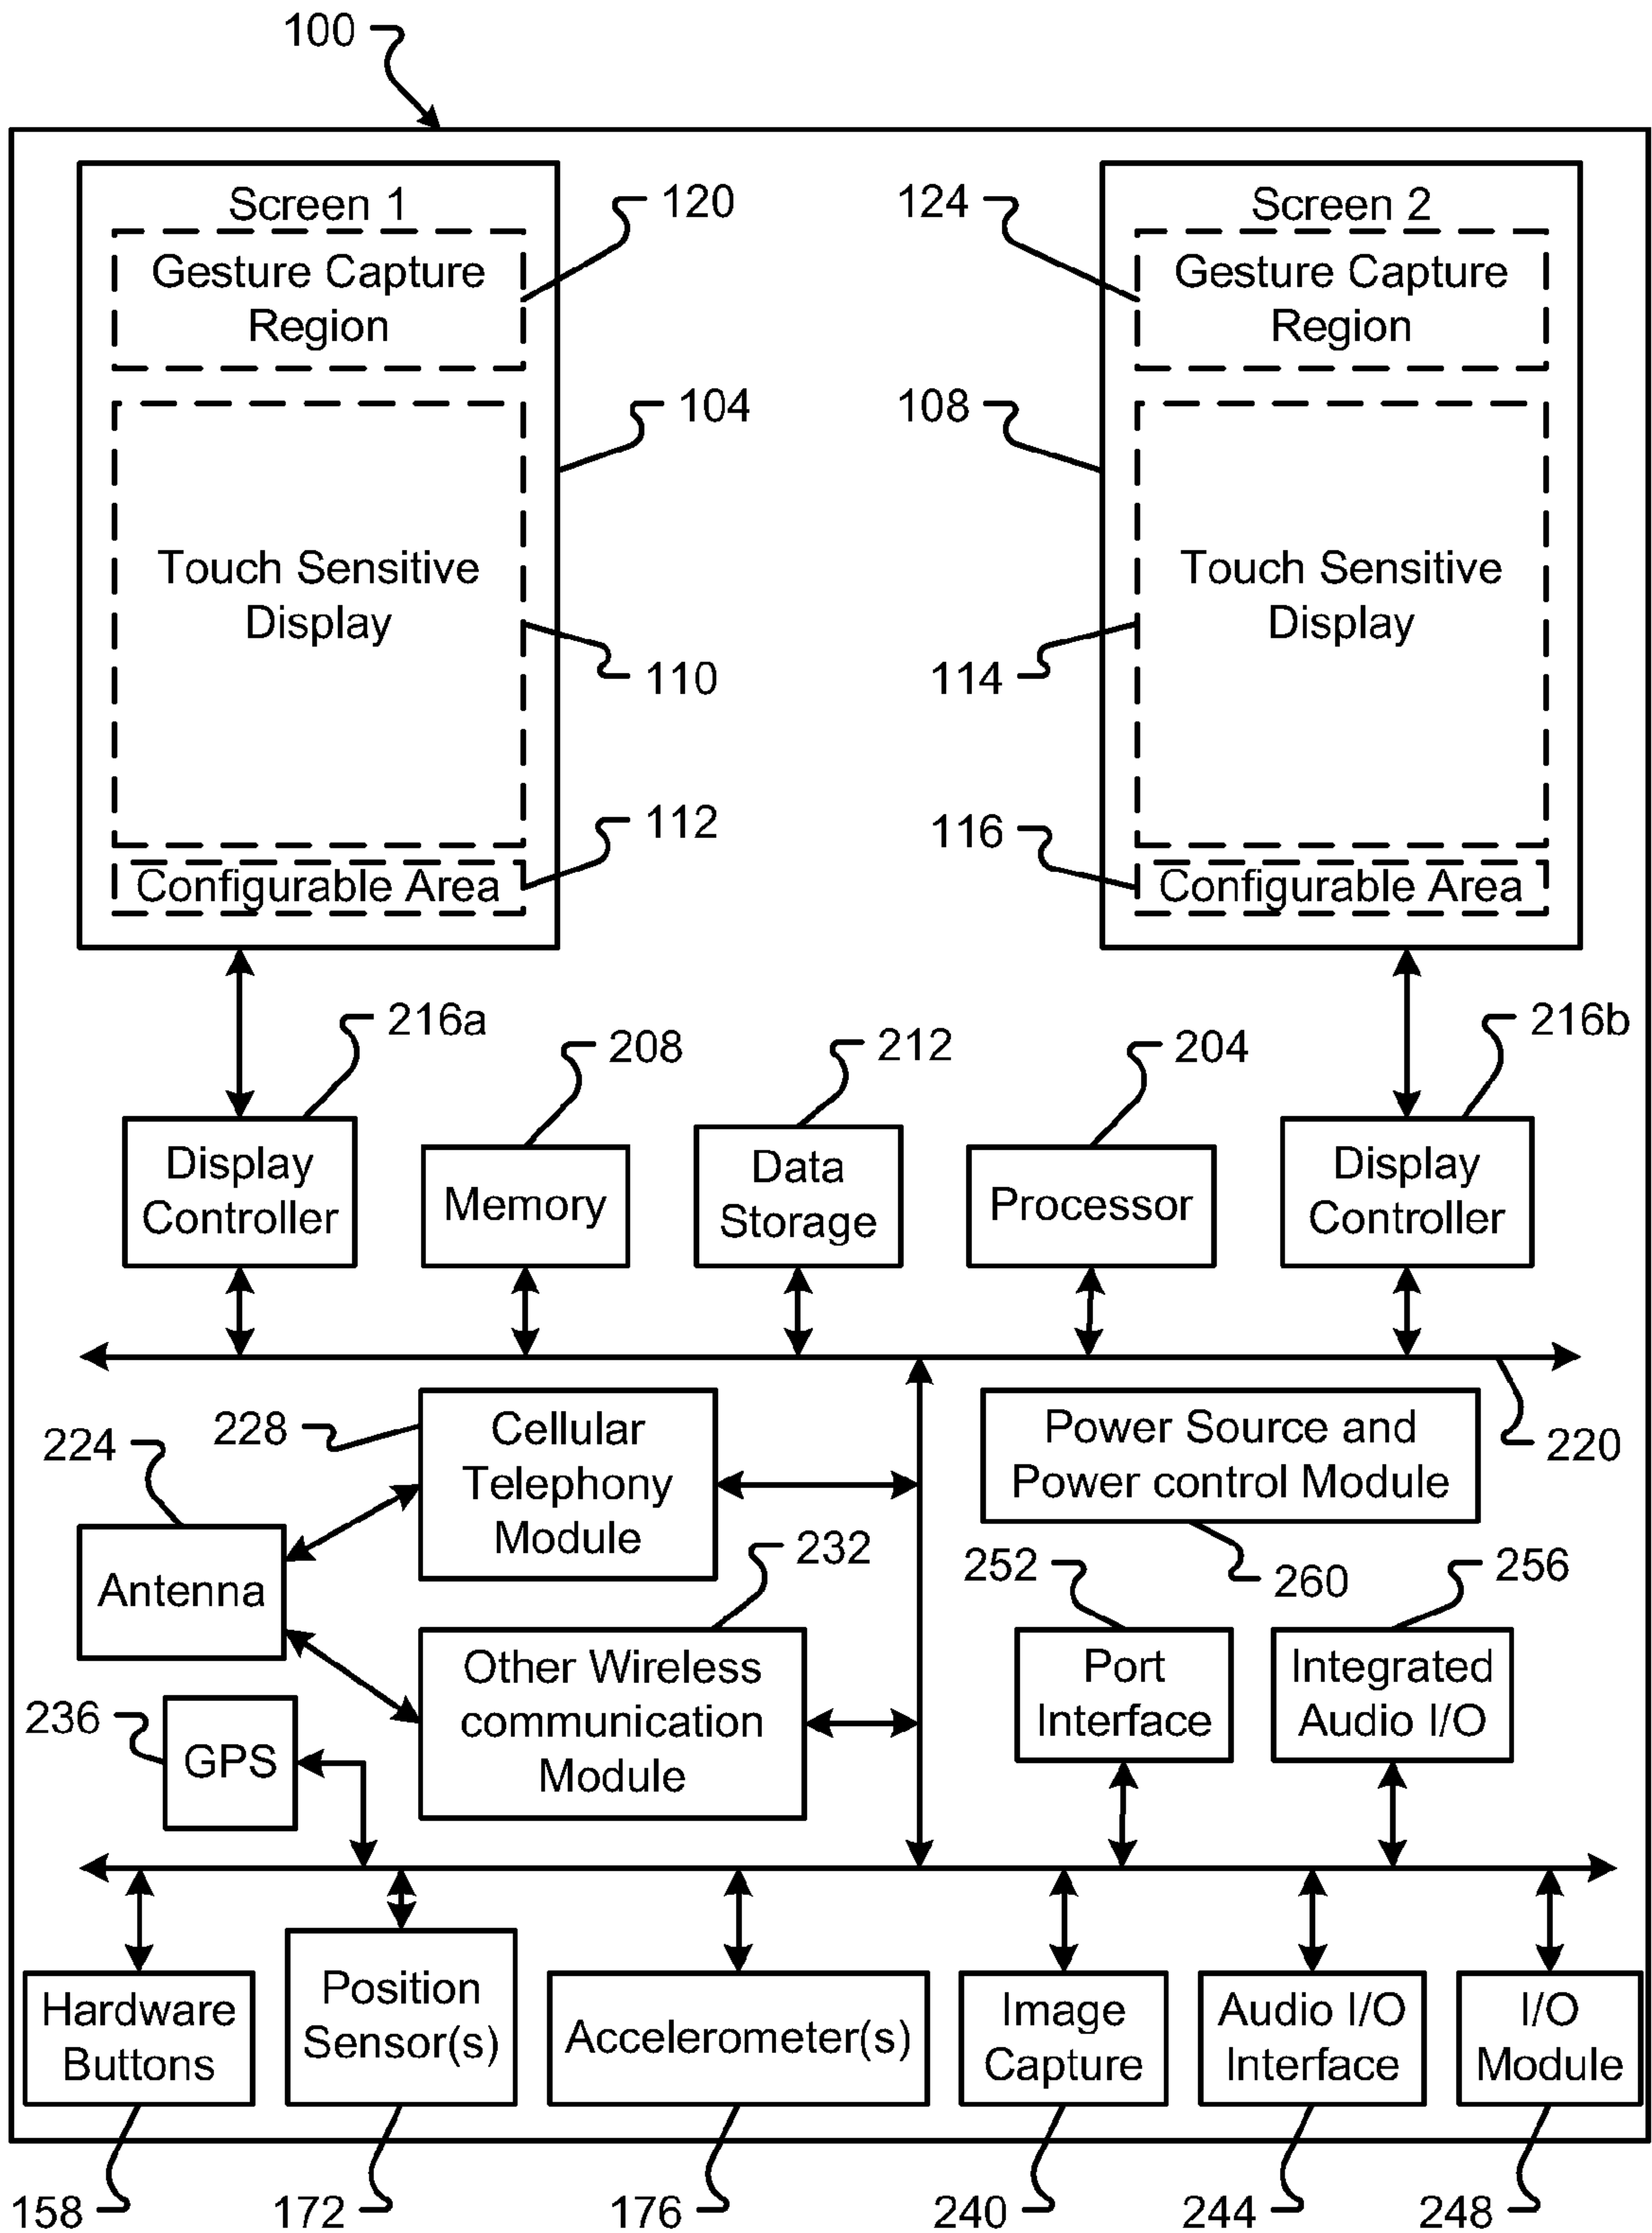 100
Screen 1
Gesture Capture
Region
120
124
Screen 2
Gesture Capture
Region
104
108
Touch Sensitive
Display
Touch Sensitive
Display
110
114
112
116
Configurable Area
Configurable Area
216a
208
212
204
216b
Display
Controller
Memory
Data
Storage
Processor
Display
Controller
224
228
Cellular
Telephony
Module
Power Source and
Power control Module
220
Antenna
232
252
260
256
236
GPS
Other Wireless
communication
Module
Port
Interface
Integrated
Audio I/O
Hardware
Buttons
Position
Sensor(s)
Accelerometer(s)
Image
Capture
Audio I/O
Interface
I/O
Module
158
172
176
240
244
248